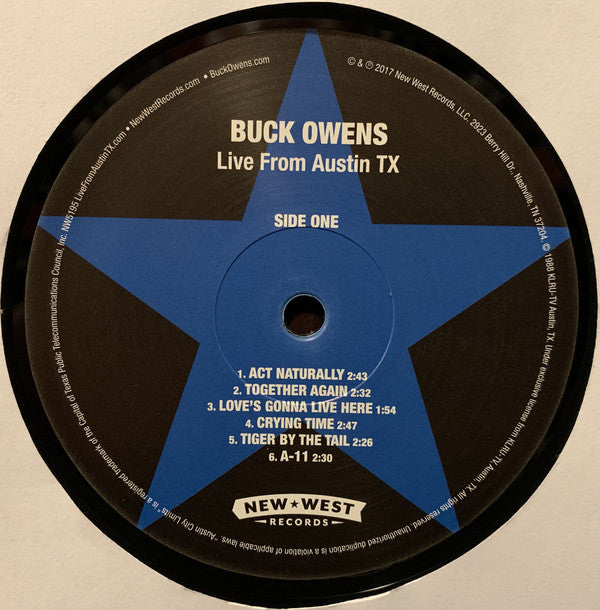 BUCK OWENS
Live From Austin TX
SIDE ONE
1. ACT NATURALLY 2:43
2. TOGETHER AGAIN 2:32
3. LOVE'S GONNA LIVE HERE 1:54
4. CRYING TIME 2:47
5. TIGER BY THE TAIL 2:26
6. A-11 2:30
NEW★WEST
RECORDS
© & ℗ 2017 New West Records, LLC. 2923 Berry Hill Dr., Nashville, TN 37204. © 1988 KLRU-TV Austin, TX. Under exclusive license from KLRU-TV Austin, TX. All rights reserved. Unauthorized duplication is a violation of applicable laws. "Austin City Limits" is a registered trademark of the Capital of Texas Public Telecommunications Council, Inc. NW5195 LiveFromAustinTX.com • NewWestRecords.com • BuckOwens.com